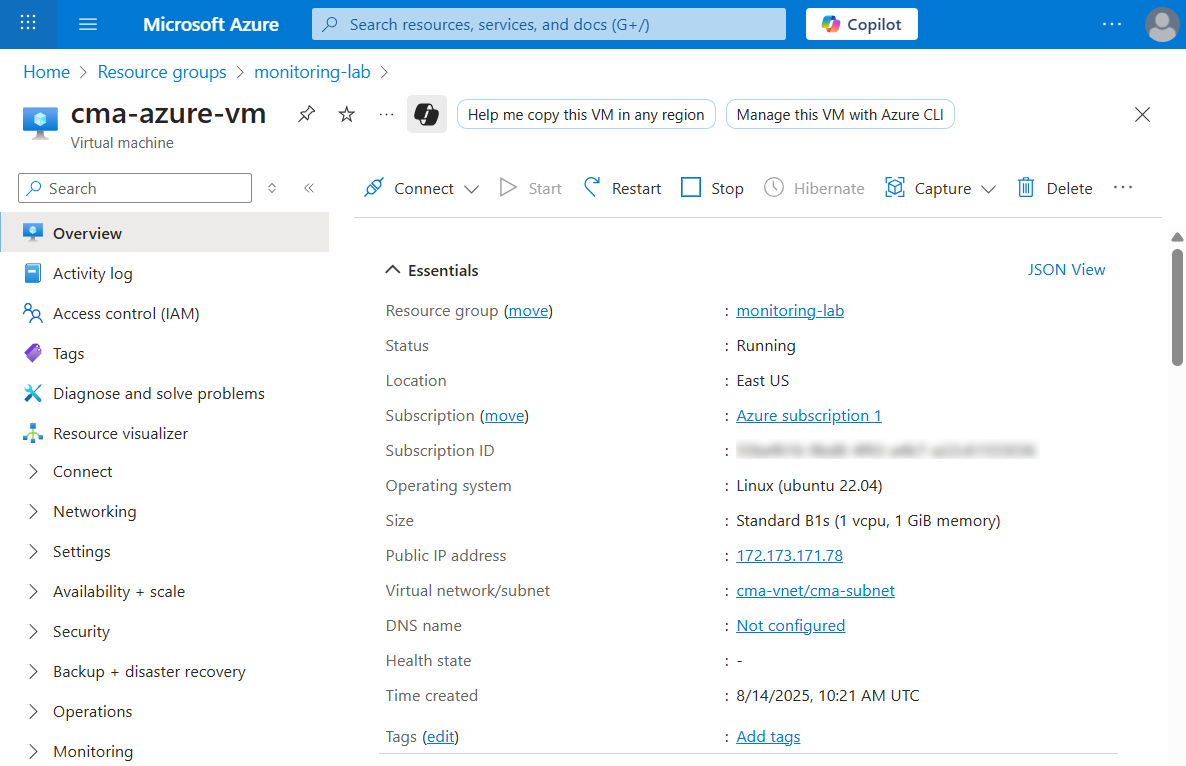 Microsoft Azure
Search resources, services, and docs (G+/)
Copilot
Home > Resource groups > monitoring-lab >
cma-azure-vm
Virtual machine
Help me copy this VM in any region
Manage this VM with Azure CLI
Search
Connect
Start
Restart
Stop
Hibernate
Capture
Delete
Overview
Activity log
Access control (IAM)
Tags
Diagnose and solve problems
Resource visualizer
Connect
Networking
Settings
Availability + scale
Security
Backup + disaster recovery
Operations
Monitoring
Essentials
JSON View
Resource group (move) : monitoring-lab
Status : Running
Location : East US
Subscription (move) : Azure subscription 1
Subscription ID :
Operating system : Linux (ubuntu 22.04)
Size : Standard B1s (1 vcpu, 1 GiB memory)
Public IP address : 172.173.171.78
Virtual network/subnet : cma-vnet/cma-subnet
DNS name : Not configured
Health state : -
Time created : 8/14/2025, 10:21 AM UTC
Tags (edit) : Add tags